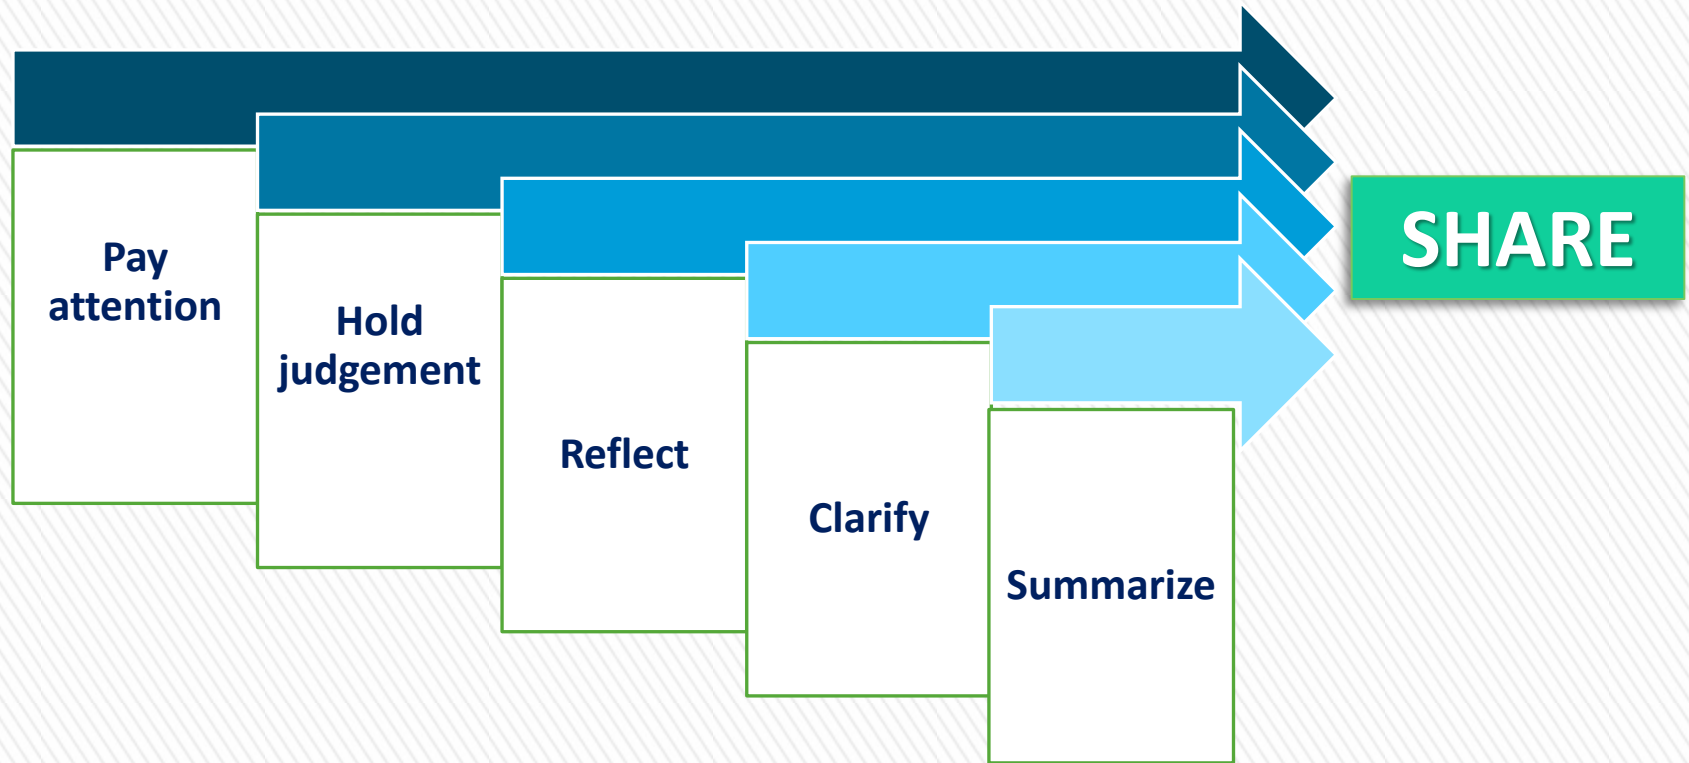 Pay
attention
Hold
judgement
Reflect
Clarify
Summarize
SHARE